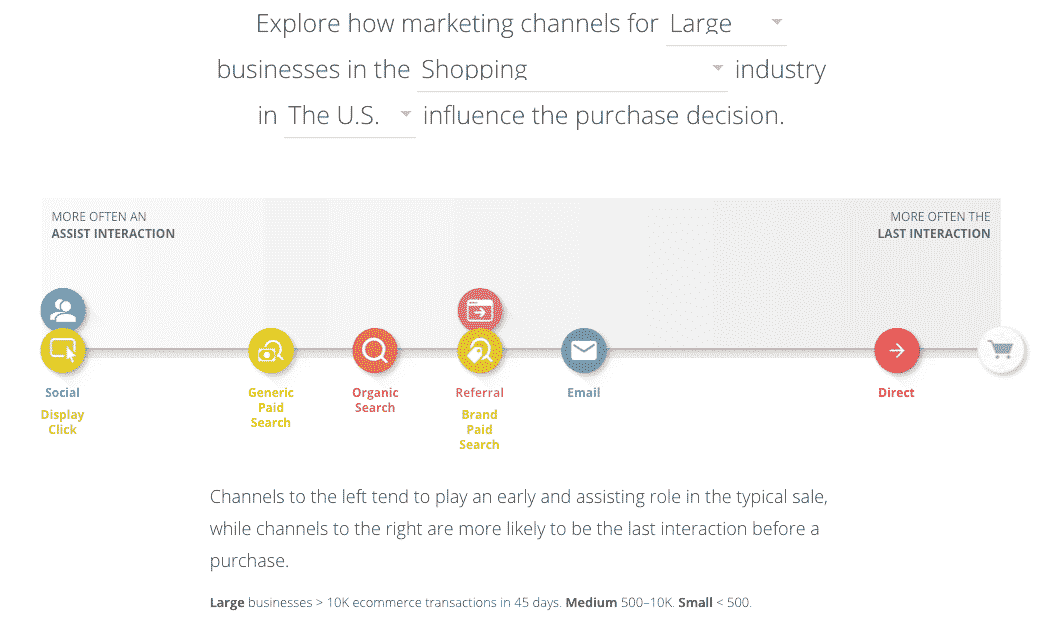 Explore how marketing channels for Large
businesses in the Shopping industry
in The U.S. influence the purchase decision.
MORE OFTEN AN
ASSIST INTERACTION
MORE OFTEN THE
LAST INTERACTION
Social
Display
Click
Generic
Paid
Search
Organic
Search
Referral
Brand
Paid
Search
Email
Direct
Channels to the left tend to play an early and assisting role in the typical sale,
while channels to the right are more likely to be the last interaction before a
purchase.
Large businesses > 10K ecommerce transactions in 45 days. Medium 500–10K. Small < 500.